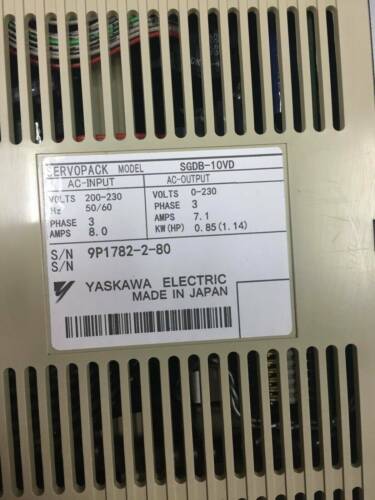 SERVOPACK MODEL SGDB-10VD
AC-INPUT AC-OUTPUT
VOLTS 200-230 VOLTS 0-230
Hz 50/60 PHASE 3
PHASE 3 AMPS 7.1
AMPS 8.0 KW(HP) 0.85(1.14)
S/N 9P1782-2-80
S/N
YASKAWA ELECTRIC
MADE IN JAPAN